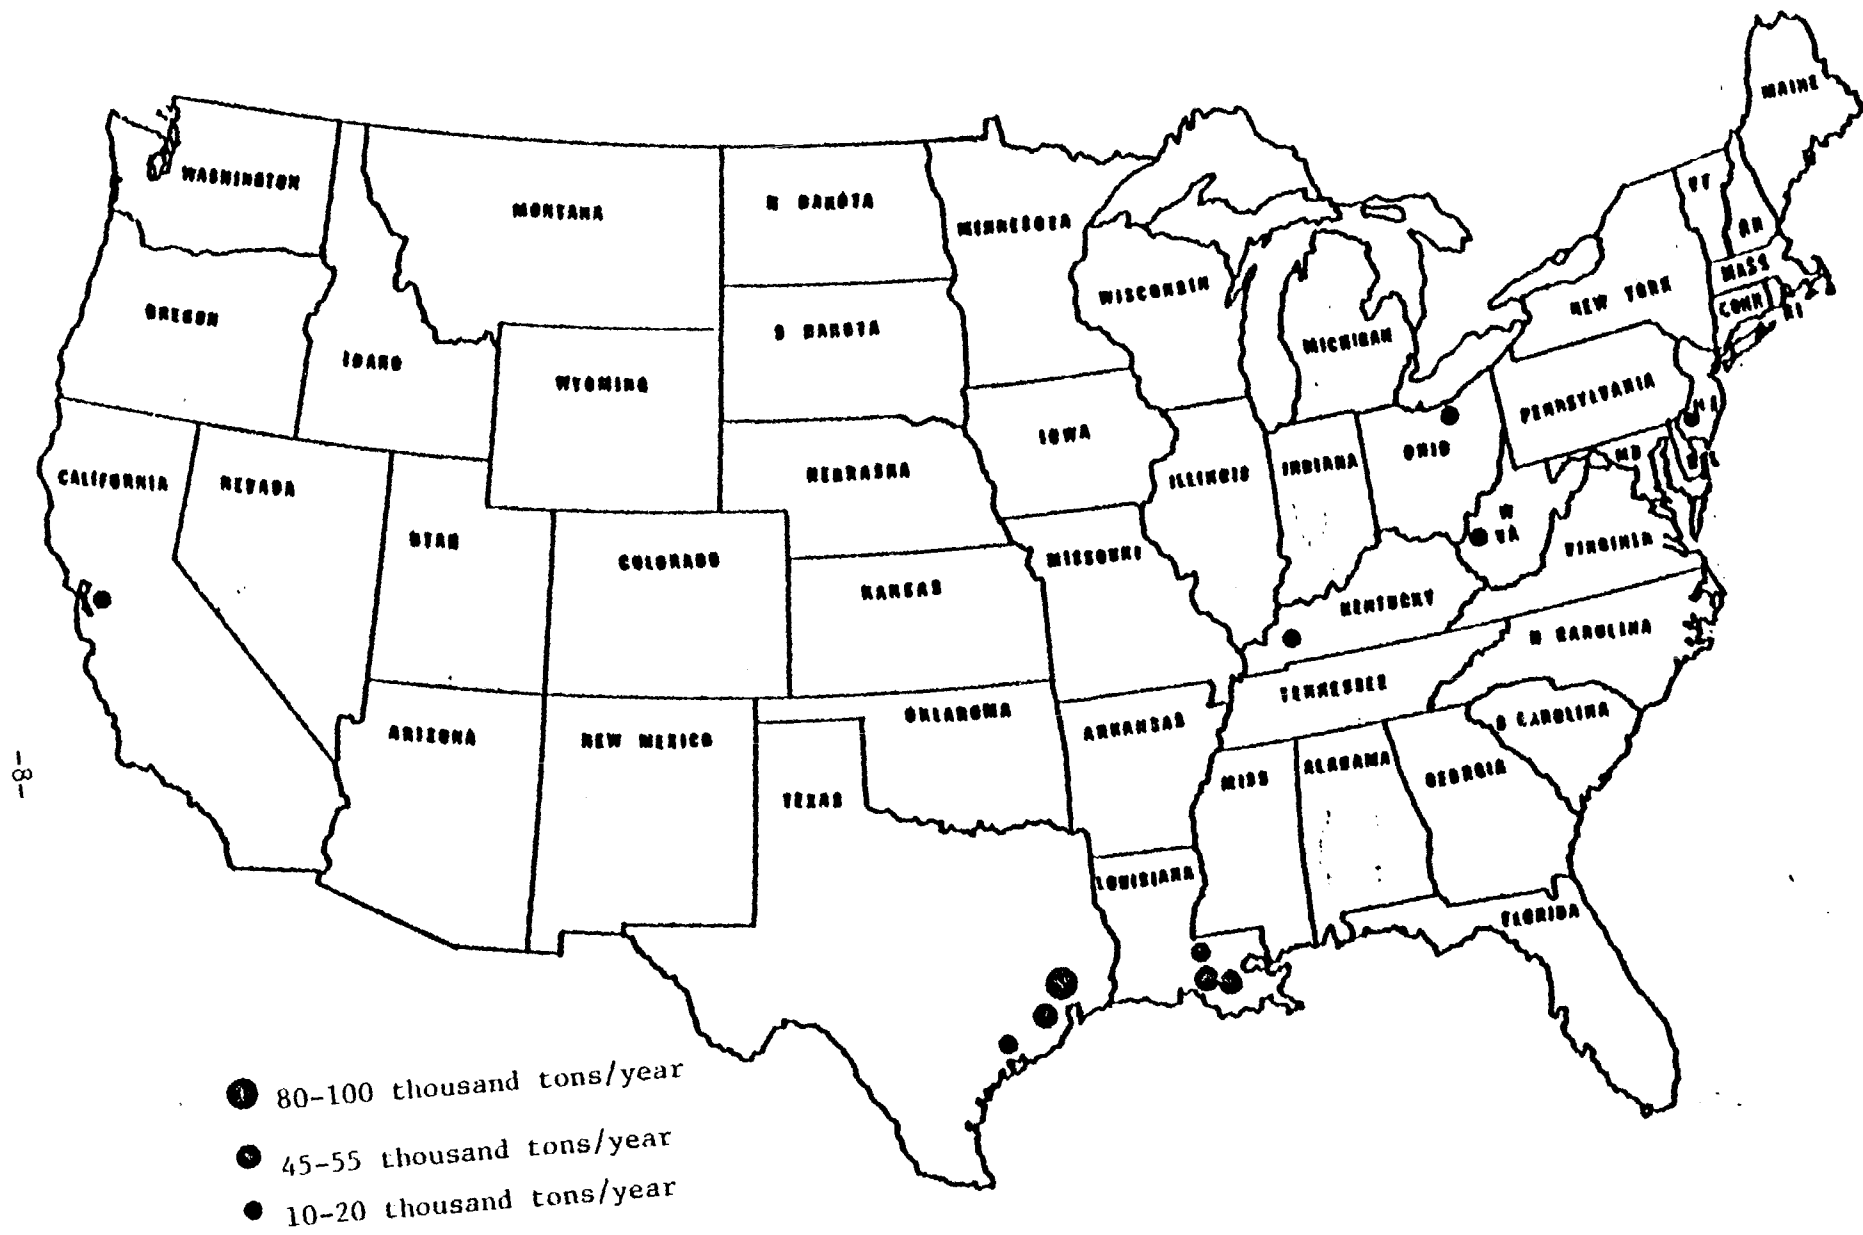 MAINE
WASHINGTON
MONTANA
N DAKOTA
MINNESOTA
VT
NH
MASS
CONN
RI
NEW YORK
WISCONSIN
MICHIGAN
OREGON
IDAHO
S DAKOTA
WYOMING
PENNSYLVANIA
NJ
IOWA
OHIO
MD
DEL
CALIFORNIA
NEVADA
NEBRASKA
ILLINOIS
INDIANA
W
VA
UTAH
COLORADO
MISSOURI
VIRGINIA
KANSAS
KENTUCKY
N CAROLINA
TENNESSEE
ARIZONA
NEW MEXICO
OKLAHOMA
ARKANSAS
S CAROLINA
MISS
ALABAMA
GEORGIA
TEXAS
LOUISIANA
FLORIDA
-8-
80-100 thousand tons/year
45-55 thousand tons/year
10-20 thousand tons/year